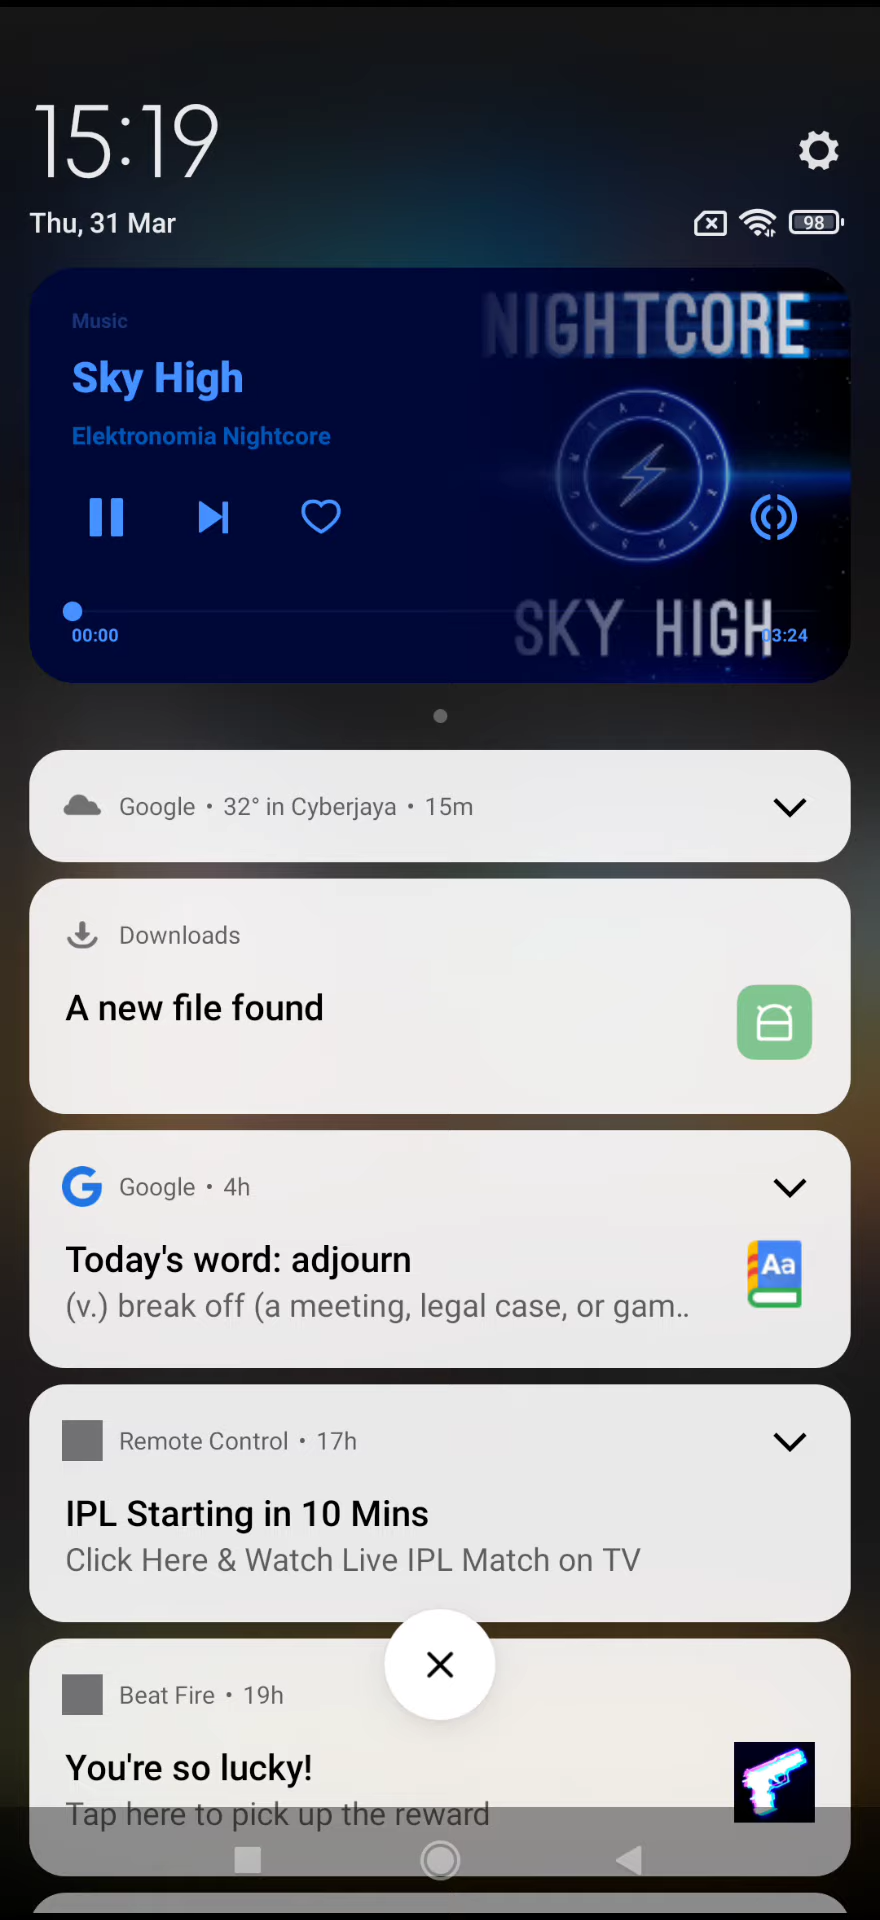 15:19
Thu, 31 Mar
98
Music
Sky High
Elektronomia Nightcore
NIGHTCORE
SKY HIGH
00:00
03:24
Google • 32° in Cyberjaya • 15m
Downloads
A new file found
Google • 4h
Today's word: adjourn
(v.) break off (a meeting, legal case, or gam..
Aa
Remote Control • 17h
IPL Starting in 10 Mins
Click Here & Watch Live IPL Match on TV
Beat Fire • 19h
You're so lucky!
Tap here to pick up the reward